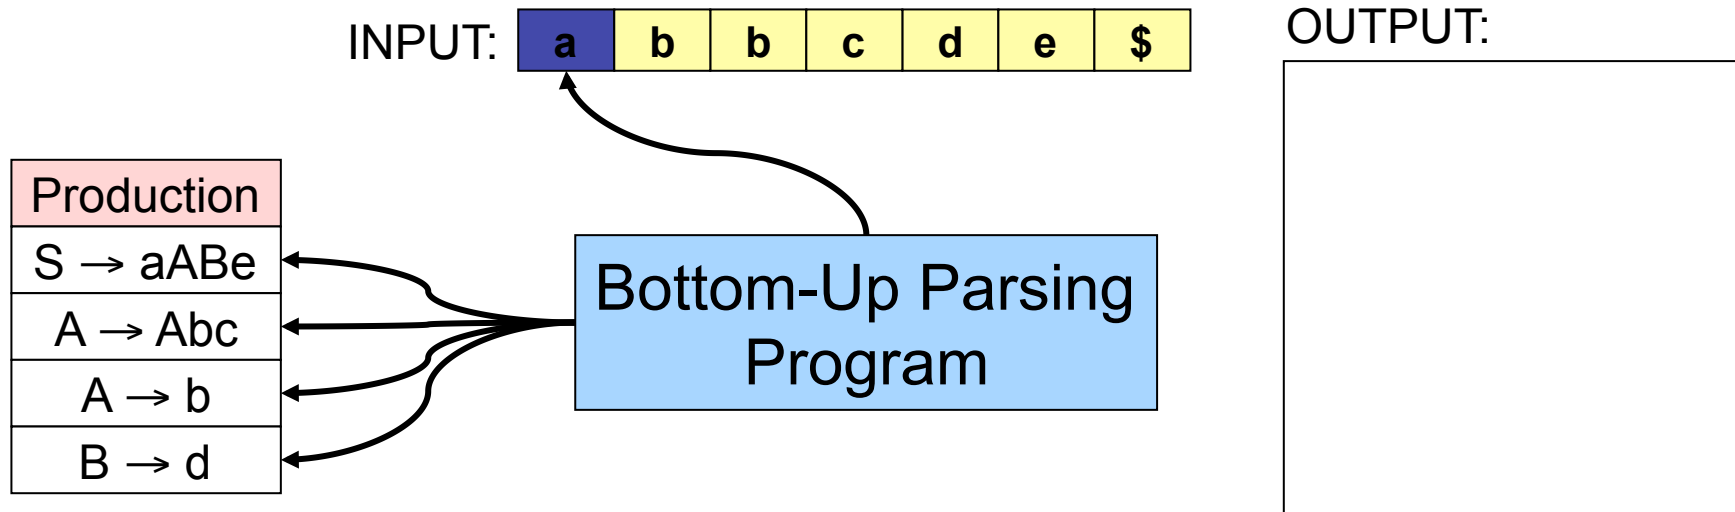 INPUT: a b b c d e $
OUTPUT:
Production
S → aABe
A → Abc
A → b
B → d
Bottom-Up Parsing
Program